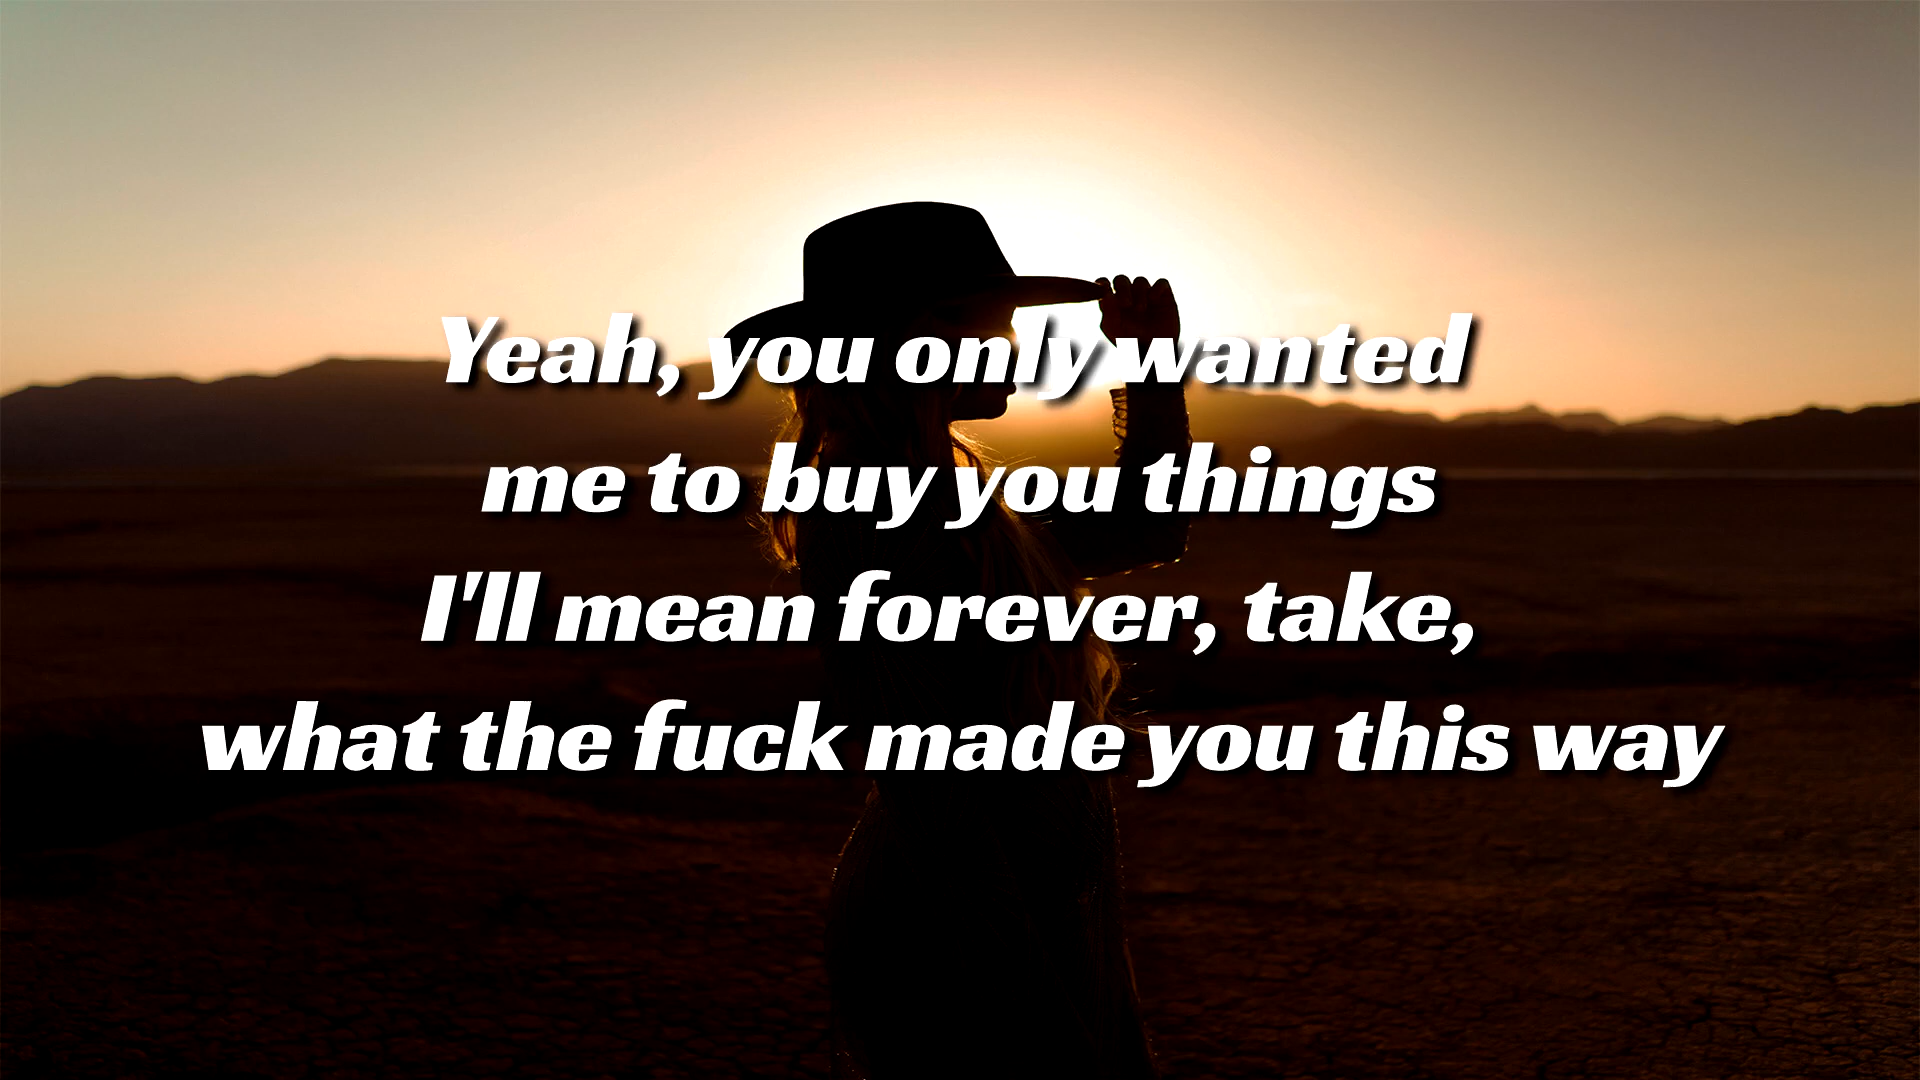 Yeah, you only wanted
me to buy you things
I'll mean forever, take,
what the fuck made you this way